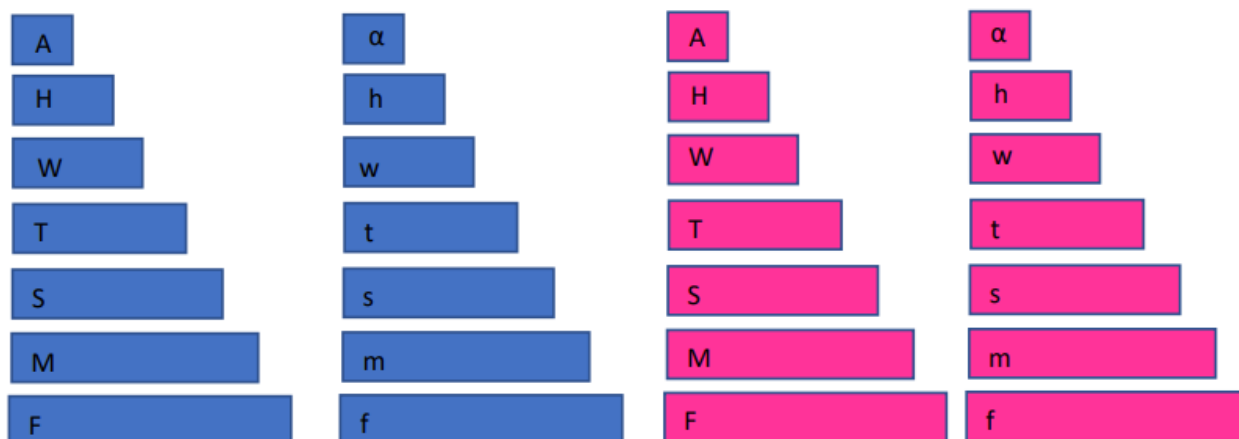 A α A α
H h H h
W w W w
T t T t
S s S s
M m M m
F f F f